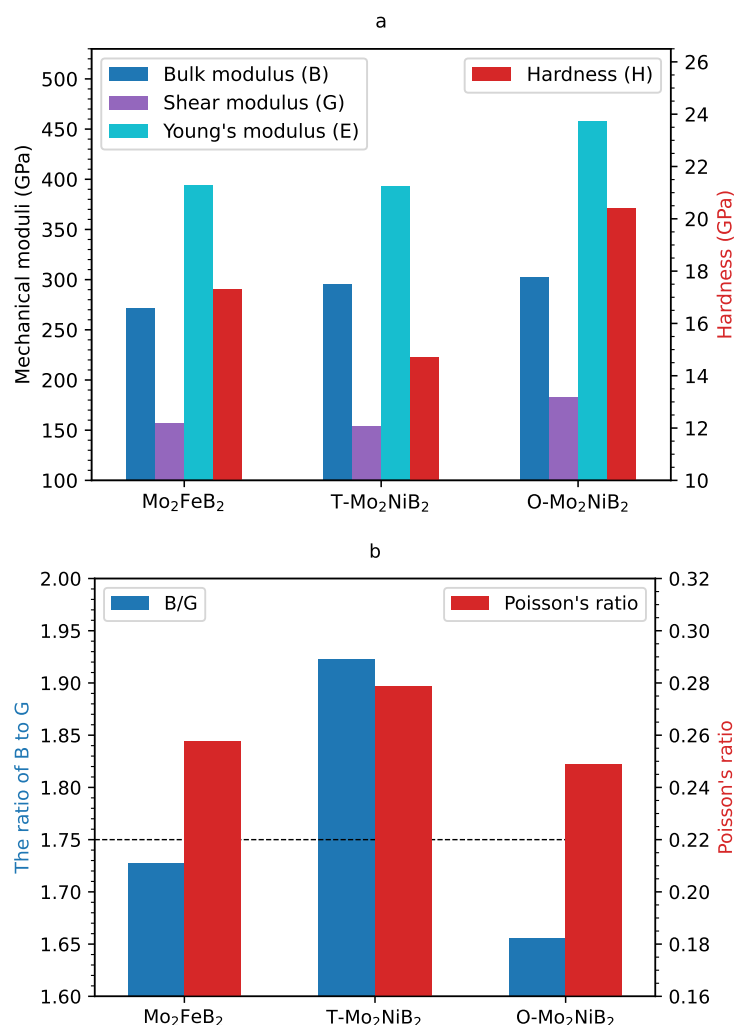 a
Bulk modulus (B)
Shear modulus (G)
Young's modulus (E)
Hardness (H)
Mechanical moduli (GPa)
500
450
400
350
300
250
200
150
100
26
24
22
20
18
16
14
12
10
Hardness (GPa)
Mo₂FeB₂
T-Mo₂NiB₂
O-Mo₂NiB₂
b
B/G
Poisson's ratio
The ratio of B to G
2.00
1.95
1.90
1.85
1.80
1.75
1.70
1.65
1.60
0.32
0.30
0.28
0.26
0.24
0.22
0.20
0.18
0.16
Poisson's ratio
Mo₂FeB₂
T-Mo₂NiB₂
O-Mo₂NiB₂